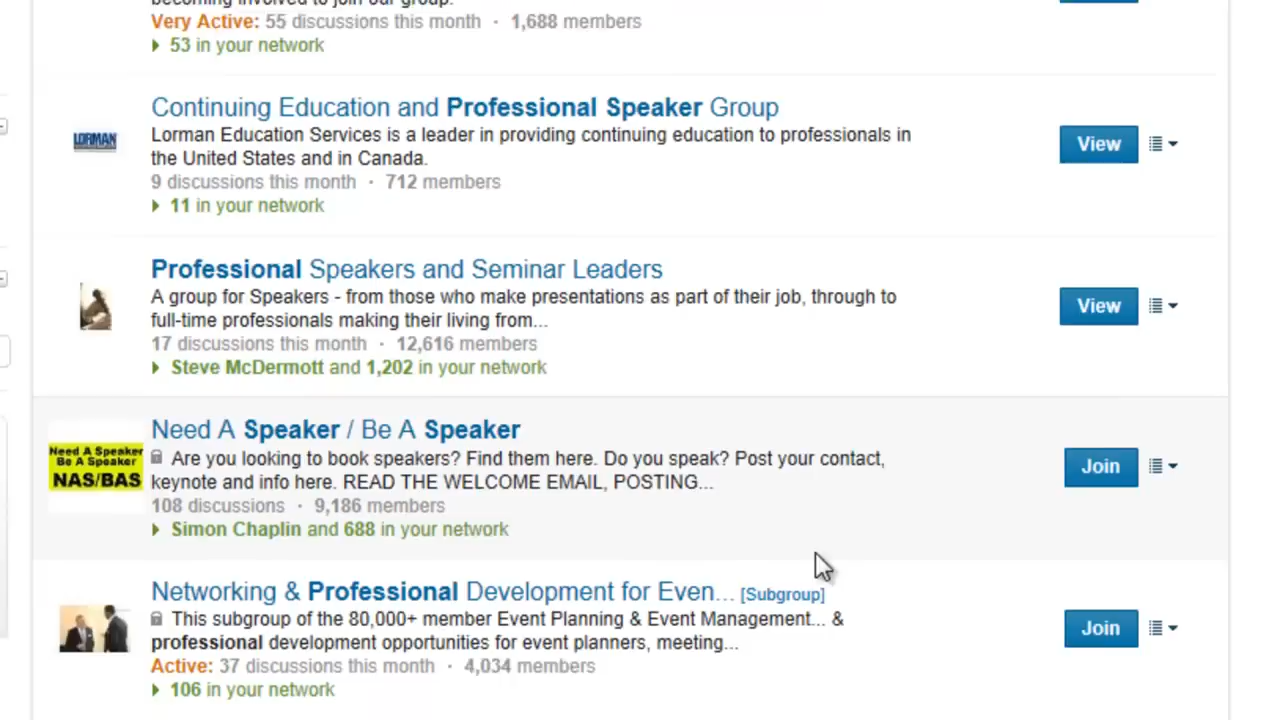 becoming involved to join our group.
Very Active: 55 discussions this month · 1,688 members
53 in your network
Continuing Education and Professional Speaker Group
LORMAN
Lorman Education Services is a leader in providing continuing education to professionals in
the United States and in Canada.
View
9 discussions this month · 712 members
11 in your network
Professional Speakers and Seminar Leaders
A group for Speakers - from those who make presentations as part of their job, through to
full-time professionals making their living from...
View
17 discussions this month · 12,616 members
Steve McDermott and 1,202 in your network
Need A Speaker / Be A Speaker
Need A Speaker
Be A Speaker
NAS/BAS
Are you looking to book speakers? Find them here. Do you speak? Post your contact,
keynote and info here. READ THE WELCOME EMAIL, POSTING...
Join
108 discussions · 9,186 members
Simon Chaplin and 688 in your network
Networking & Professional Development for Even... [Subgroup]
This subgroup of the 80,000+ member Event Planning & Event Management... &
professional development opportunities for event planners, meeting...
Join
Active: 37 discussions this month · 4,034 members
106 in your network